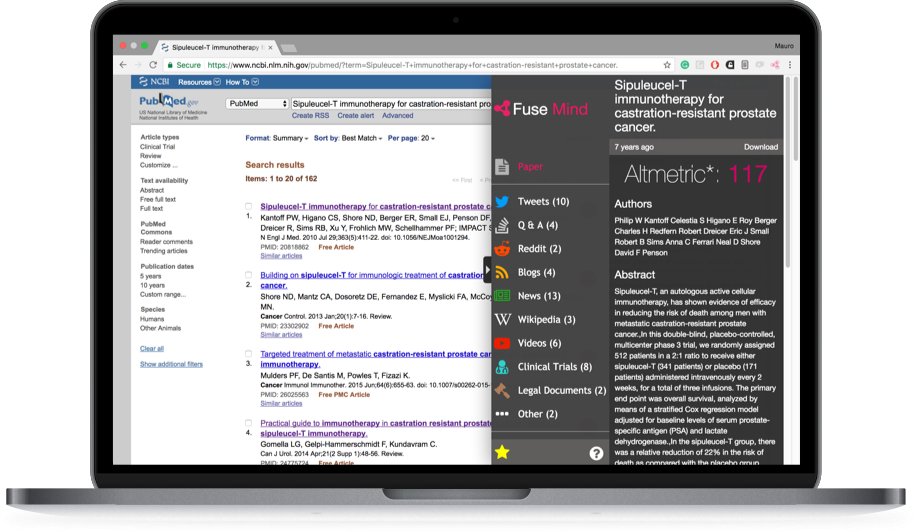 Sipuleucel-T immunotherapy f
Mauro
Secure https://www.ncbi.nlm.nih.gov/pubmed/?term=Sipuleucel-T+immunotherapy+for+castration-resistant+prostate+cancer.
NCBI Resources How To
PubMed.gov
US National Library of Medicine
National Institutes of Health
PubMed
Sipuleucel-T immunotherapy for castration-resistant pro
Create RSS Create alert Advanced
Article types
Clinical Trial
Review
Customize ...
Text availability
Abstract
Free full text
Full text
PubMed
Commons
Reader comments
Trending articles
Publication dates
5 years
10 years
Custom range...
Species
Humans
Other Animals
Clear all
Show additional filters
Format: Summary Sort by: Best Match Per page: 20
Search results
Items: 1 to 20 of 162
<< First < P
Sipuleucel-T immunotherapy for castration-resistant prostate
1. Kantoff PW, Higano CS, Shore ND, Berger ER, Small EJ, Penson DF,
Dreicer R, Sims RB, Xu Y, Frohlich MW, Schellhammer PF; IMPACT S
N Engl J Med. 2010 Jul 29;363(5):411-22. doi: 10.1056/NEJMoa1001294.
PMID: 20818862 Free Article
Similar articles
Building on sipuleucel-T for immunologic treatment of castration
2. cancer.
Shore ND, Mantz CA, Dosoretz DE, Fernandez E, Myslicki FA, McCo
MN.
Cancer Control. 2013 Jan;20(1):7-16. Review.
PMID: 23302902 Free Article
Similar articles
Targeted treatment of metastatic castration-resistant prostate can
3. immunotherapy.
Mulders PF, De Santis M, Powles T, Fizazi K.
Cancer Immunol Immunother. 2015 Jun;64(6):655-63. doi: 10.1007/s00262-015-
PMID: 26025563 Free PMC Article
Similar articles
Practical guide to immunotherapy in castration resistant prostate
4. sipuleucel-T immunotherapy.
Gomella LG, Gelpi-Hammerschmidt F, Kundavram C.
Can J Urol. 2014 Apr;21(2 Supp 1):48-56. Review.
PMID: 24775724 Free Article
Fuse Mind
Paper
Tweets (10)
Q & A (4)
Reddit (2)
Blogs (4)
News (13)
Wikipedia (3)
Videos (6)
Clinical Trials (8)
Legal Documents (2)
Other (2)
?
Sipuleucel-T
immunotherapy for
castration-resistant prostate
cancer.
7 years ago Download
Altmetric*: 117
Authors
Philip W Kantoff Celestia S Higano E Roy Berger
Charles H Redfern Robert Dreicer Eric J Small
Robert B Sims Anna C Ferrari Neal D Shore
David F Penson
Abstract
Sipuleucel-T, an autologous active cellular
immunotherapy, has shown evidence of efficacy
in reducing the risk of death among men with
metastatic castration-resistant prostate
cancer.,In this double-blind, placebo-controlled,
multicenter phase 3 trial, we randomly assigned
512 patients in a 2:1 ratio to receive either
sipuleucel-T (341 patients) or placebo (171
patients) administered intravenously every 2
weeks, for a total of three infusions. The primary
end point was overall survival, analyzed by
means of a stratified Cox regression model
adjusted for baseline levels of serum prostate-
specific antigen (PSA) and lactate
dehydrogenase.,In the sipuleucel-T group, there
was a relative reduction of 22% in the risk of
death as compared with the placebo group